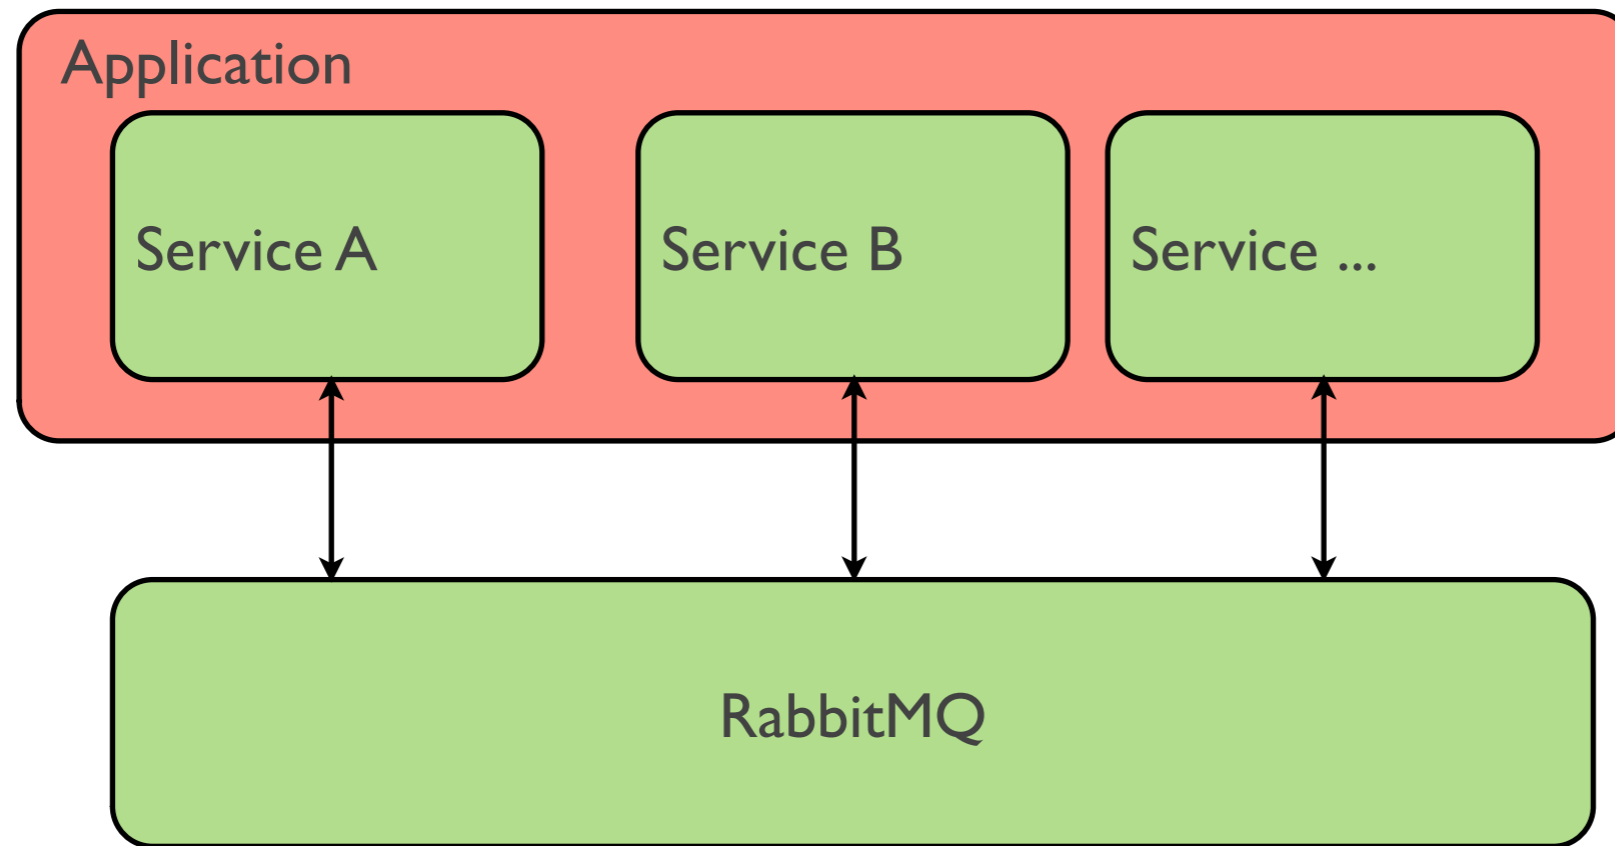 Application
Service A
Service B
Service ...
RabbitMQ